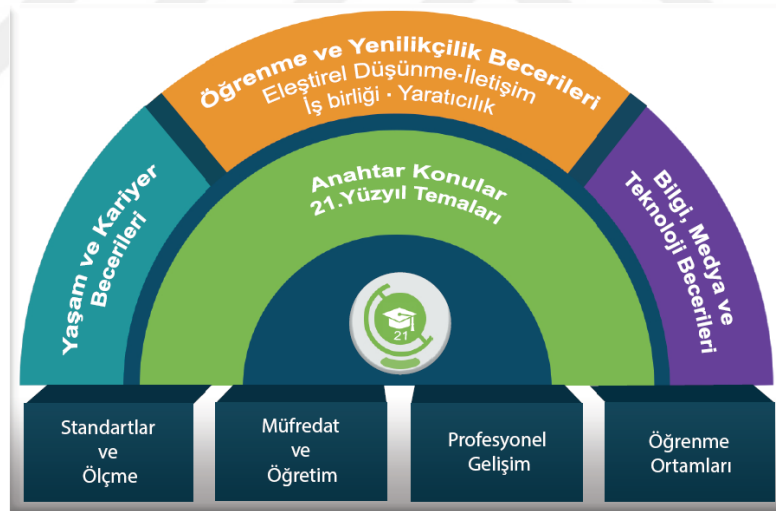 Öğrenme ve Yenilikçilik Becerileri
Eleştirel Düşünme·İletişim
İş birliği · Yaratıcılık
Yaşam ve Kariyer
Becerileri
Anahtar Konular
21.Yüzyıl Temaları
Bilgi, Medya ve
Teknoloji Becerileri
21
Standartlar
ve
Ölçme
Müfredat
ve
Öğretim
Profesyonel
Gelişim
Öğrenme
Ortamları